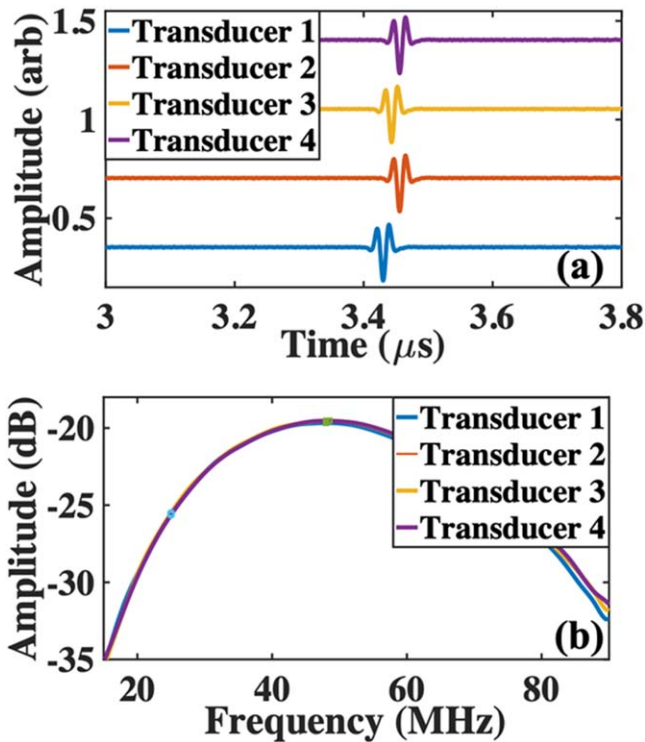 1.5
Transducer 1
Transducer 2
Transducer 3
Transducer 4
1
0.5
Amplitude (arb)
(a)
3 3.2 3.4 3.6 3.8
Time (μs)
Transducer 1
Transducer 2
Transducer 3
Transducer 4
-20
-25
-30
-35
Amplitude (dB)
(b)
20 40 60 80
Frequency (MHz)